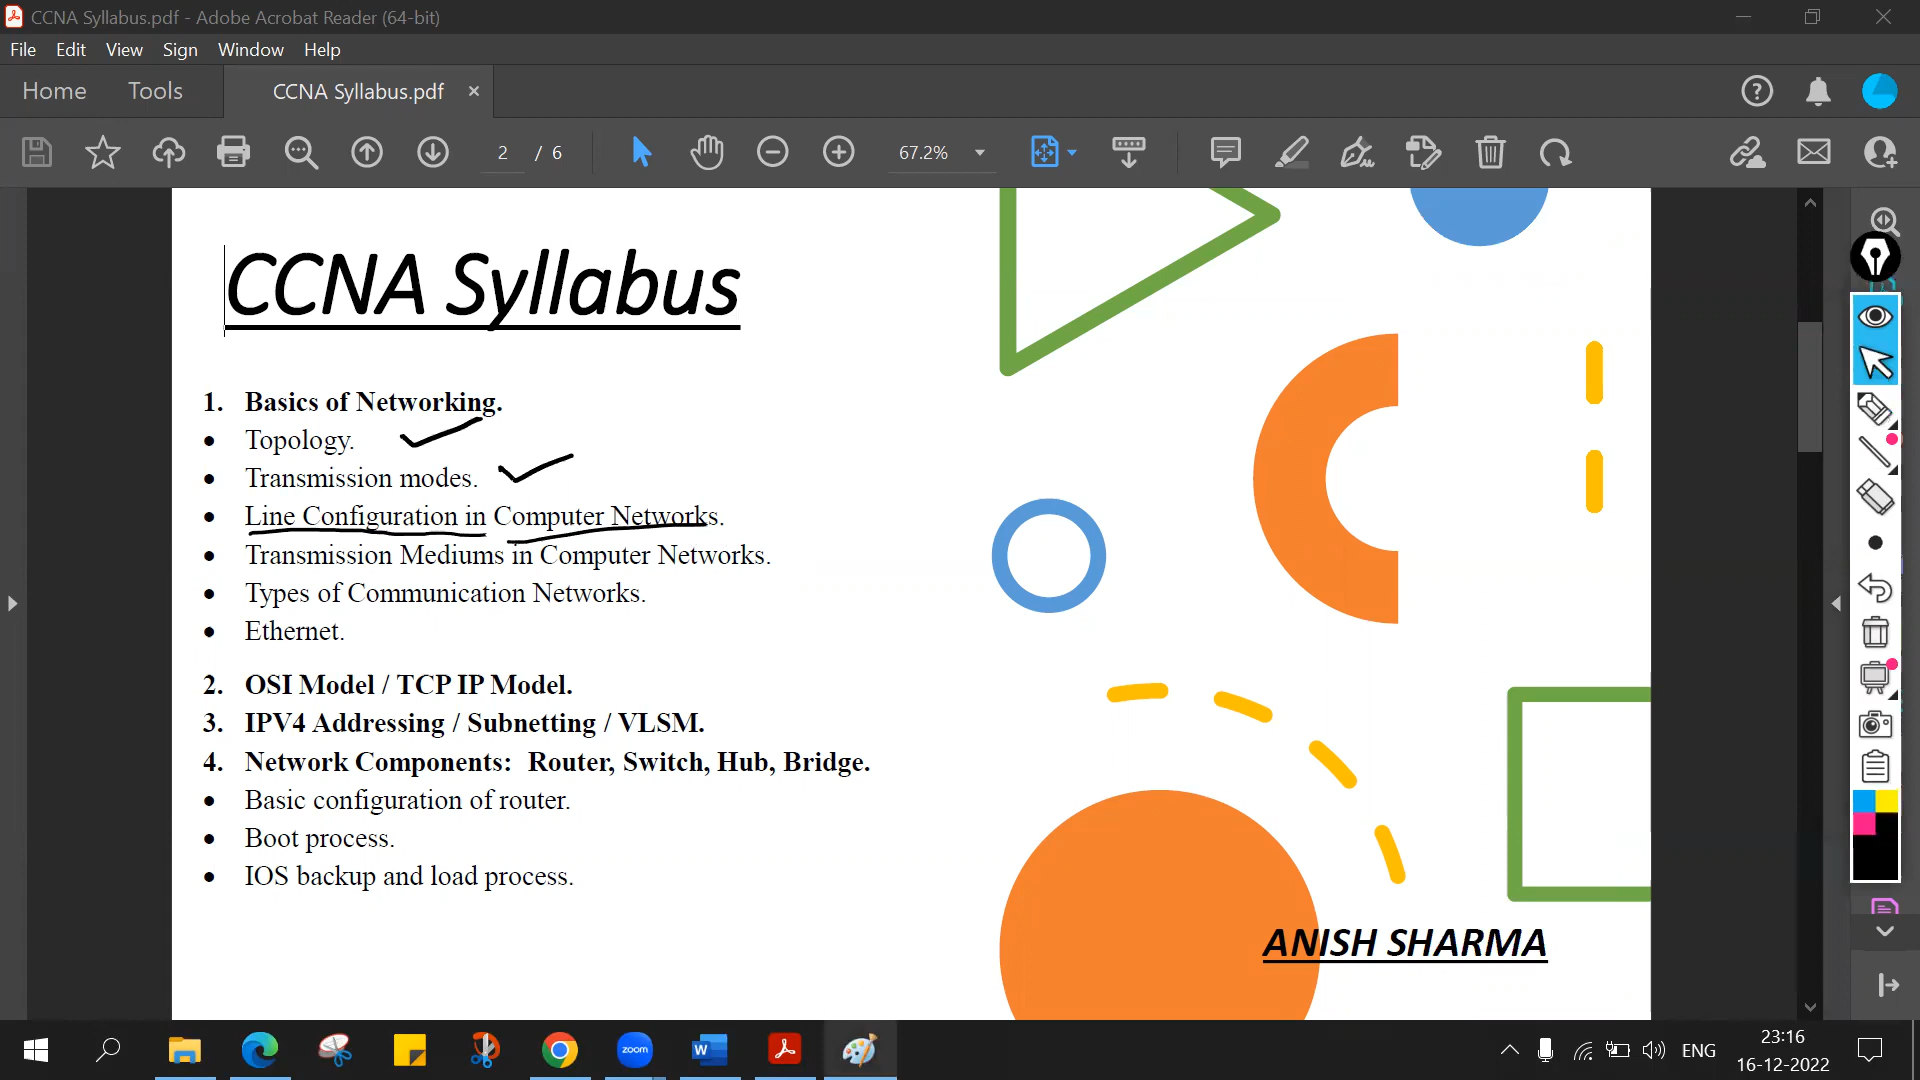 CCNA Syllabus.pdf - Adobe Acrobat Reader (64-bit)
File Edit View Sign Window Help
Home Tools CCNA Syllabus.pdf ×
2 / 6 67.2%
CCNA Syllabus
1. Basics of Networking.
• Topology.
• Transmission modes.
• Line Configuration in Computer Networks.
• Transmission Mediums in Computer Networks.
• Types of Communication Networks.
• Ethernet.
2. OSI Model / TCP IP Model.
3. IPV4 Addressing / Subnetting / VLSM.
4. Network Components: Router, Switch, Hub, Bridge.
• Basic configuration of router.
• Boot process.
• IOS backup and load process.
ANISH SHARMA
zoom
ENG
23:16
16-12-2022